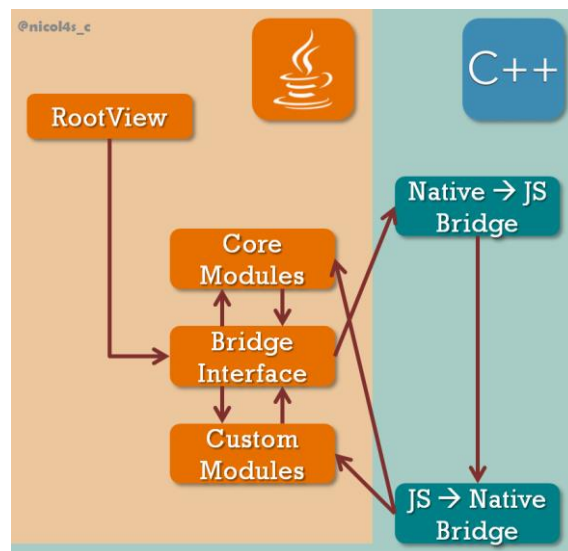 @nicol4s_c
C++
RootView
Native → JS
Bridge
Core
Modules
Bridge
Interface
Custom
Modules
JS → Native
Bridge